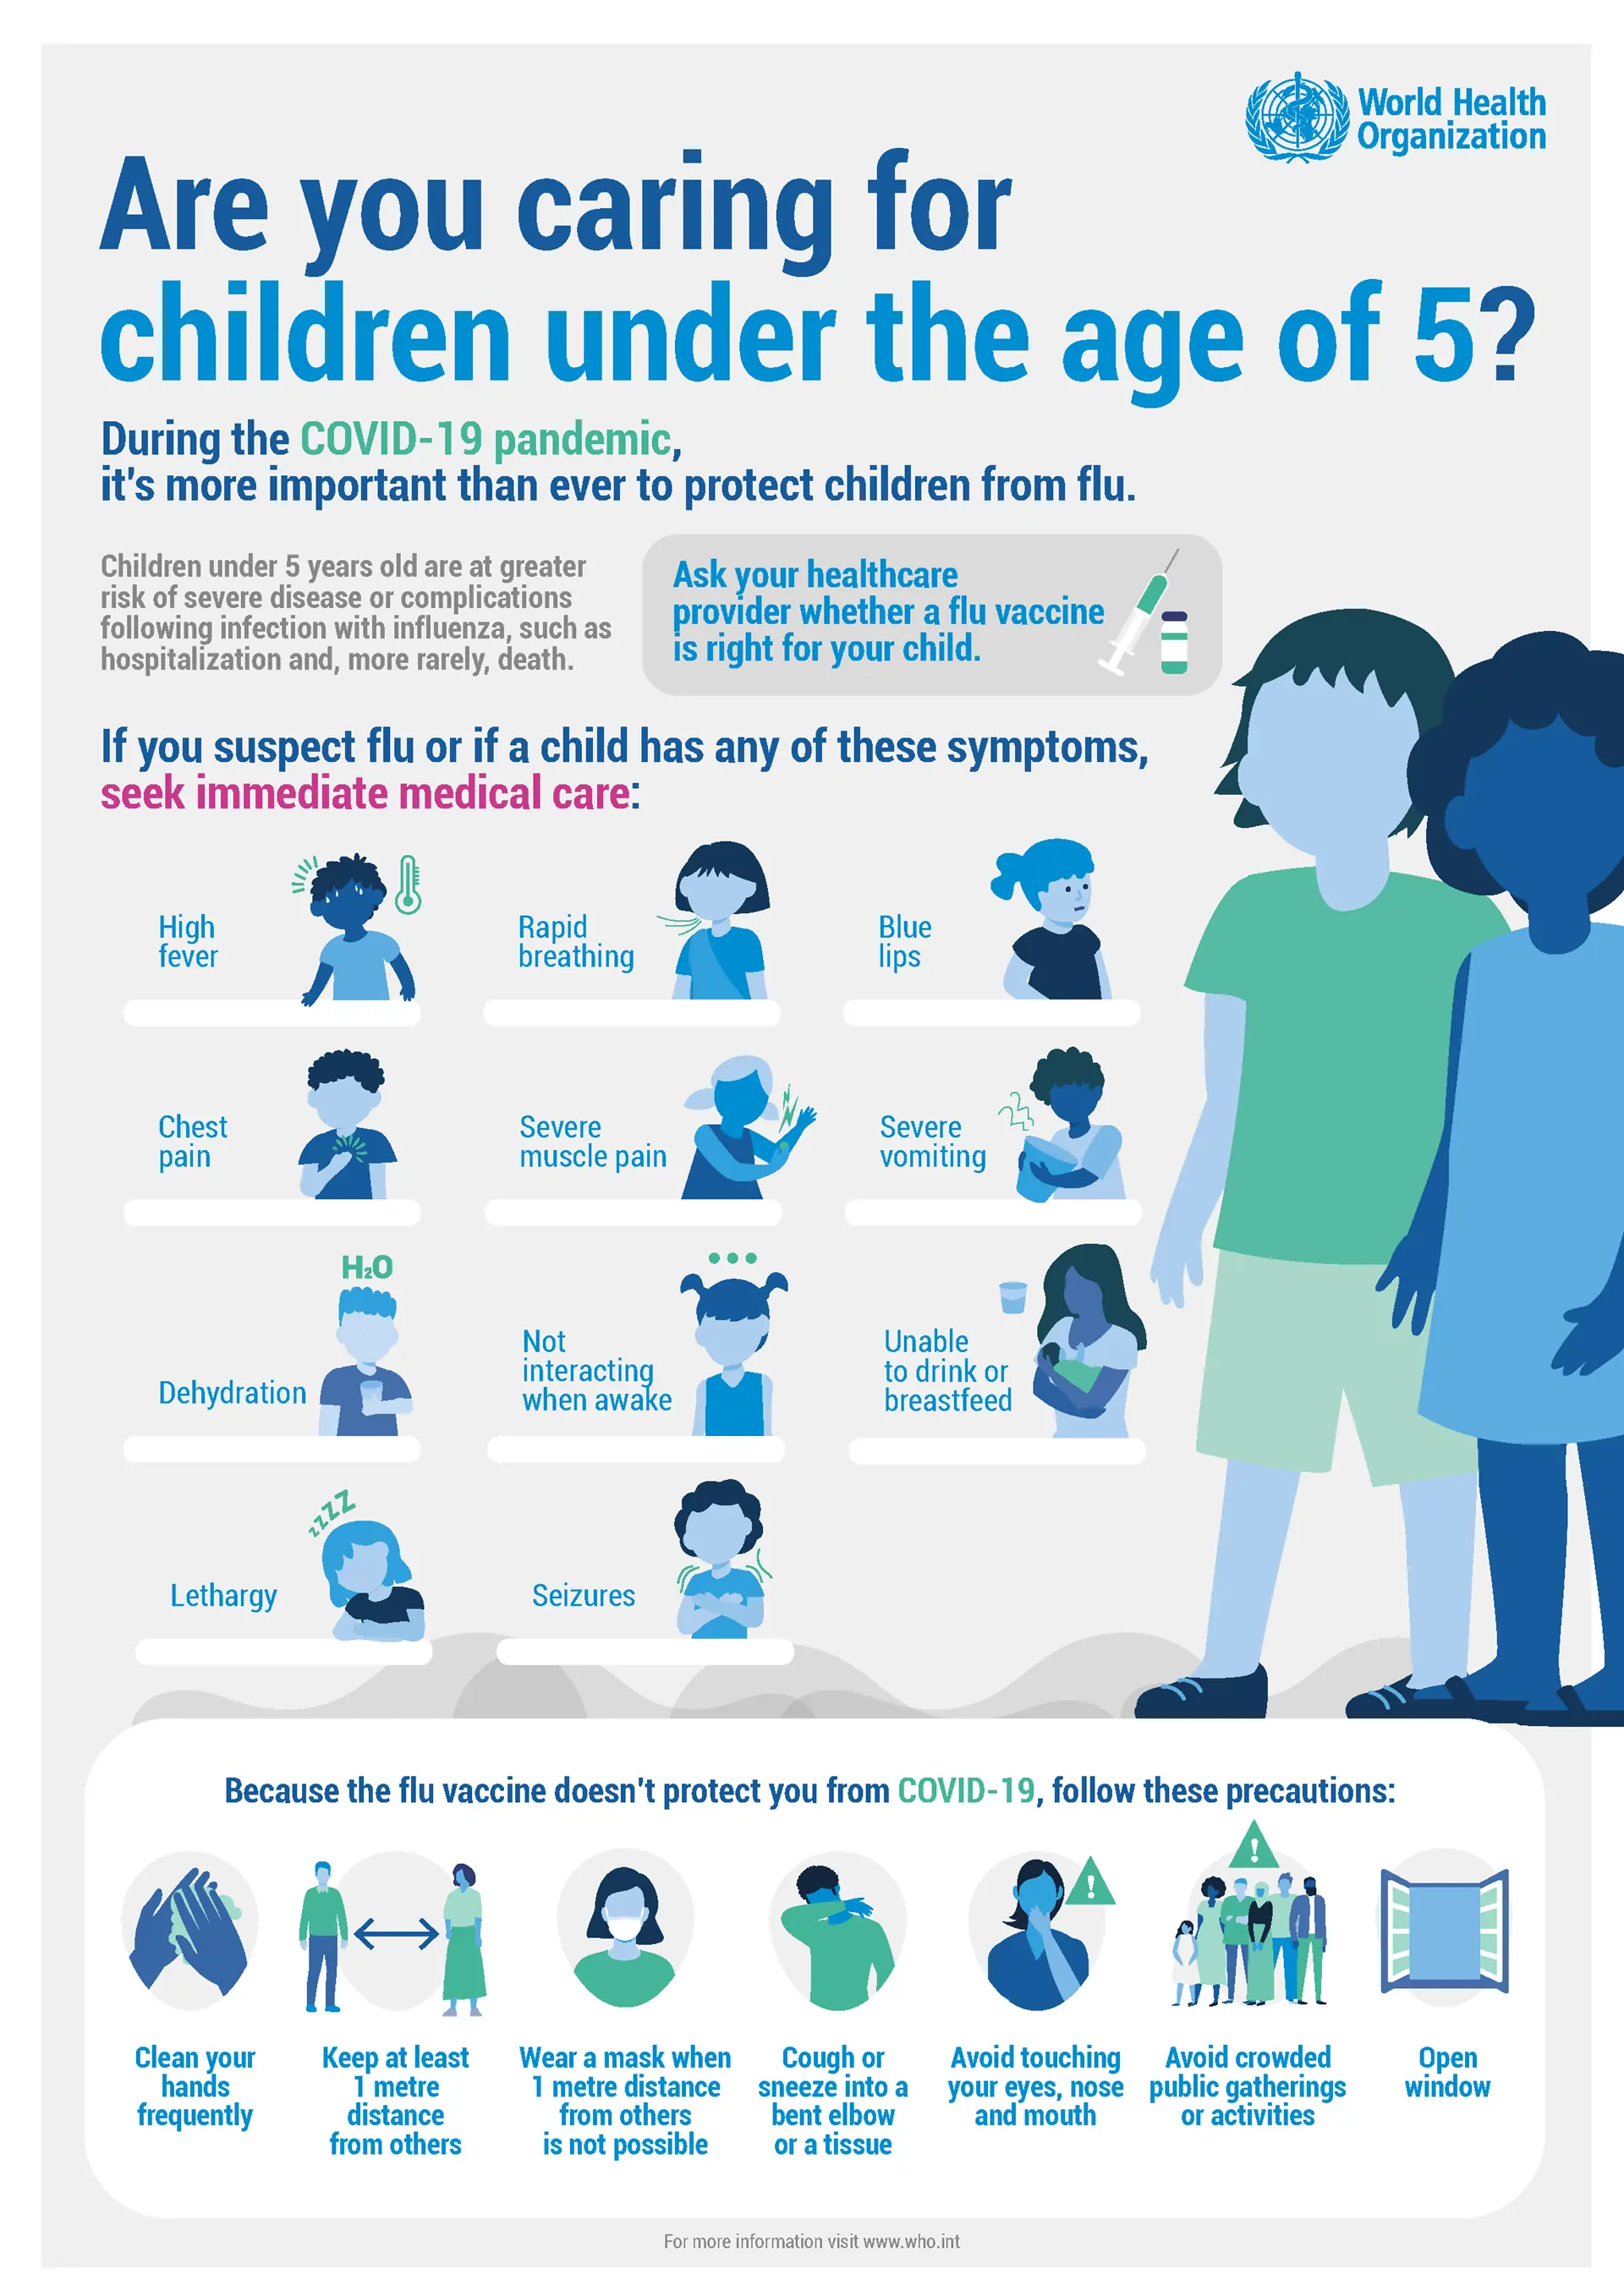 World Health
Organization
Are you caring for
children under the age of 5?
During the COVID-19 pandemic,
it's more important than ever to protect children from flu.
Children under 5 years old are at greater
risk of severe disease or complications
following infection with influenza, such as
hospitalization and, more rarely, death.
Ask your healthcare
provider whether a flu vaccine
is right for your child.
If you suspect flu or if a child has any of these symptoms,
seek immediate medical care:
High
fever
Rapid
breathing
Blue
lips
Chest
pain
Severe
muscle pain
Severe
vomiting
H₂O
Dehydration
Not
interacting
when awake
Unable
to drink or
breastfeed
zzzZ
Lethargy
Seizures
Because the flu vaccine doesn't protect you from COVID-19, follow these precautions:
Clean your
hands
frequently
Keep at least
1 metre
distance
from others
Wear a mask when
1 metre distance
from others
is not possible
Cough or
sneeze into a
bent elbow
or a tissue
!
Avoid touching
your eyes, nose
and mouth
!
Avoid crowded
public gatherings
or activities
Open
window
For more information visit www.who.int